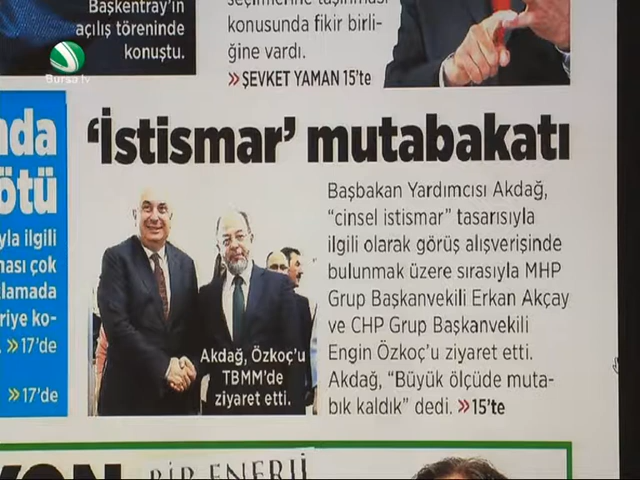 Başkentray’ın
açılış töreninde
konuştu.
Bursa tv
konusunda fikir birli-
ğine vardı.
»ŞEVKET YAMAN 15’te
‘İstismar’ mutabakatı
nda
ötü
yla ilgili
ması çok
klamada
riye ko-
»17’de
»17’de
Akdağ, Özkoç’u
TBMM’de
ziyaret etti.
Başbakan Yardımcısı Akdağ,
“cinsel istismar” tasarısıyla
ilgili olarak görüş alışverişinde
bulunmak üzere sırasıyla MHP
Grup Başkanvekili Erkan Akçay
ve CHP Grup Başkanvekili
Engin Özkoç’u ziyaret etti.
Akdağ, “Büyük ölçüde muta-
bık kaldık” dedi. »15’te
BİR ENERJİ